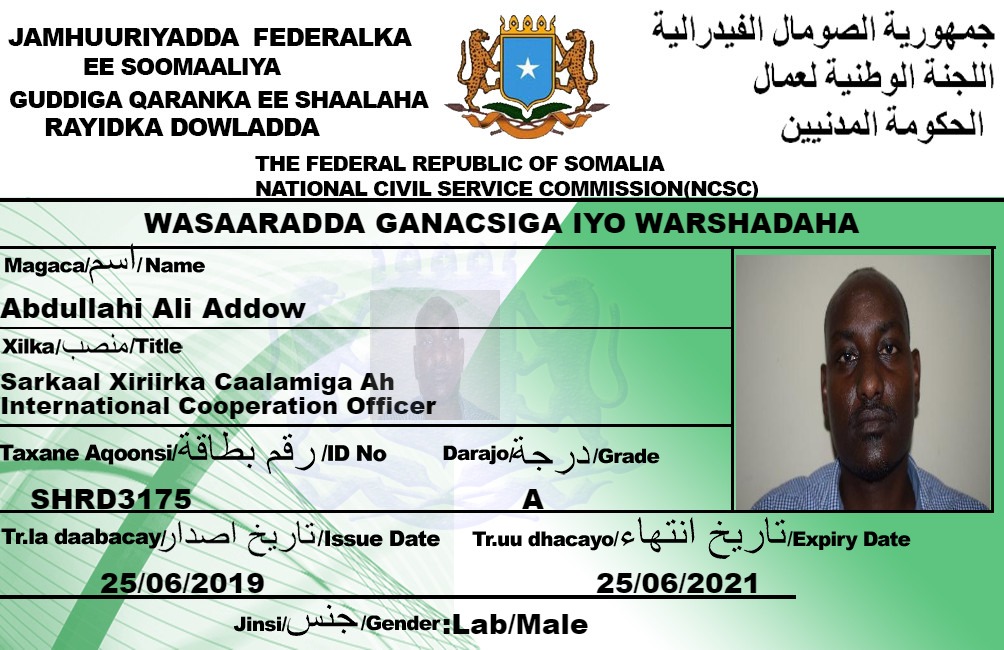 JAMHUURIYADDA FEDERALKA
EE SOOMAALIYA
GUDDIGA QARANKA EE SHAALAHA
RAYIDKA DOWLADDA
جمهورية الصومال الفيدرالية
اللجنة الوطنية لعمال
الحكومة المدنيين
THE FEDERAL REPUBLIC OF SOMALIA
NATIONAL CIVIL SERVICE COMMISSION(NCSC)
WASAARADDA GANACSIGA IYO WARSHADAHA
Magaca/اسم/Name
Abdullahi Ali Addow
Xilka/منصب/Title
Sarkaal Xiriirka Caalamiga Ah
International Cooperation Officer
Taxane Aqoonsi/رقم بطاقة/ID No
Darajo/درجة/Grade
SHRD3175
A
Tr.la daabacay/تاريخ اصدار/Issue Date
Tr.uu dhacayo/تاريخ انتهاء/Expiry Date
25/06/2019
25/06/2021
Jinsi/جنس/Gender:Lab/Male